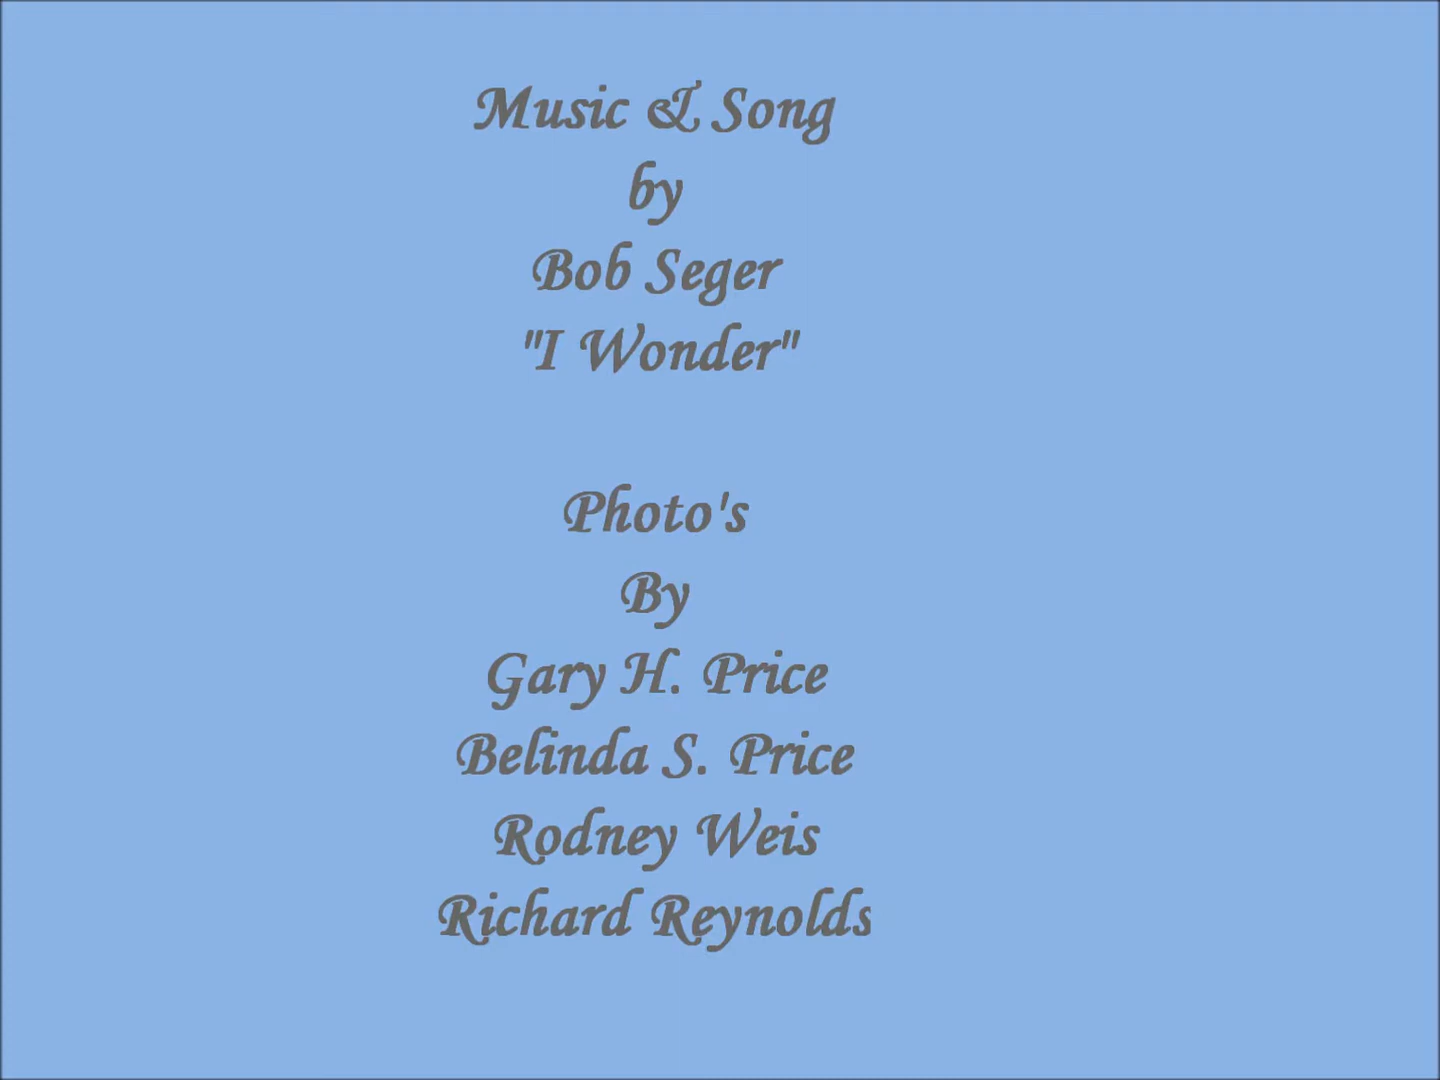 Music & Song
by
Bob Seger
"I Wonder"
Photo's
By
Gary H. Price
Belinda S. Price
Rodney Weis
Richard Reynolds